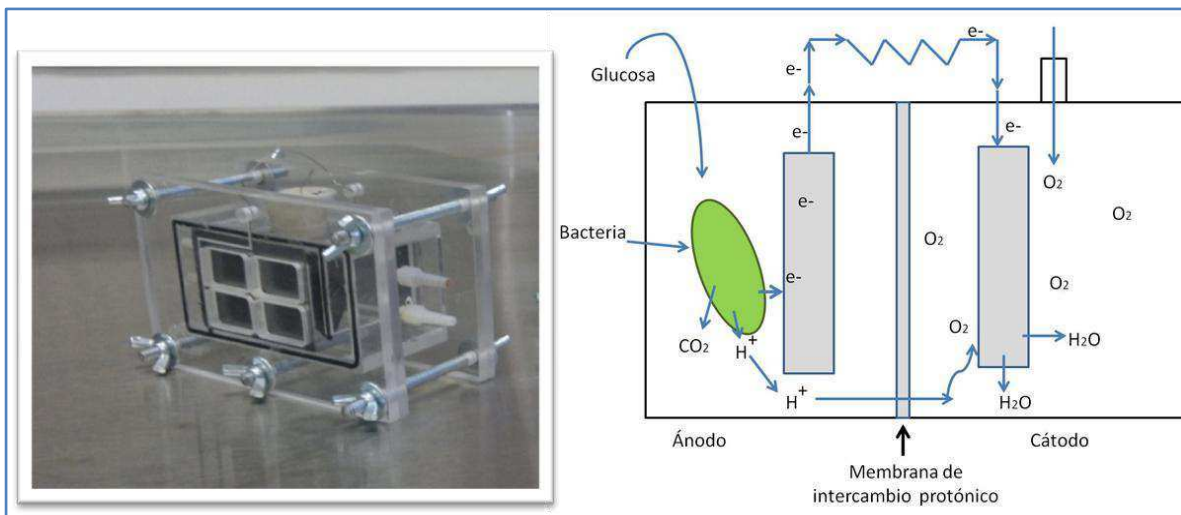 Glucosa
e-
e-
e-
e-
e-
e-
e-
Bacteria
CO2
H+
H+
O2
O2
O2
O2
O2
H2O
H2O
Ánodo
Cátodo
Membrana de
intercambio protónico